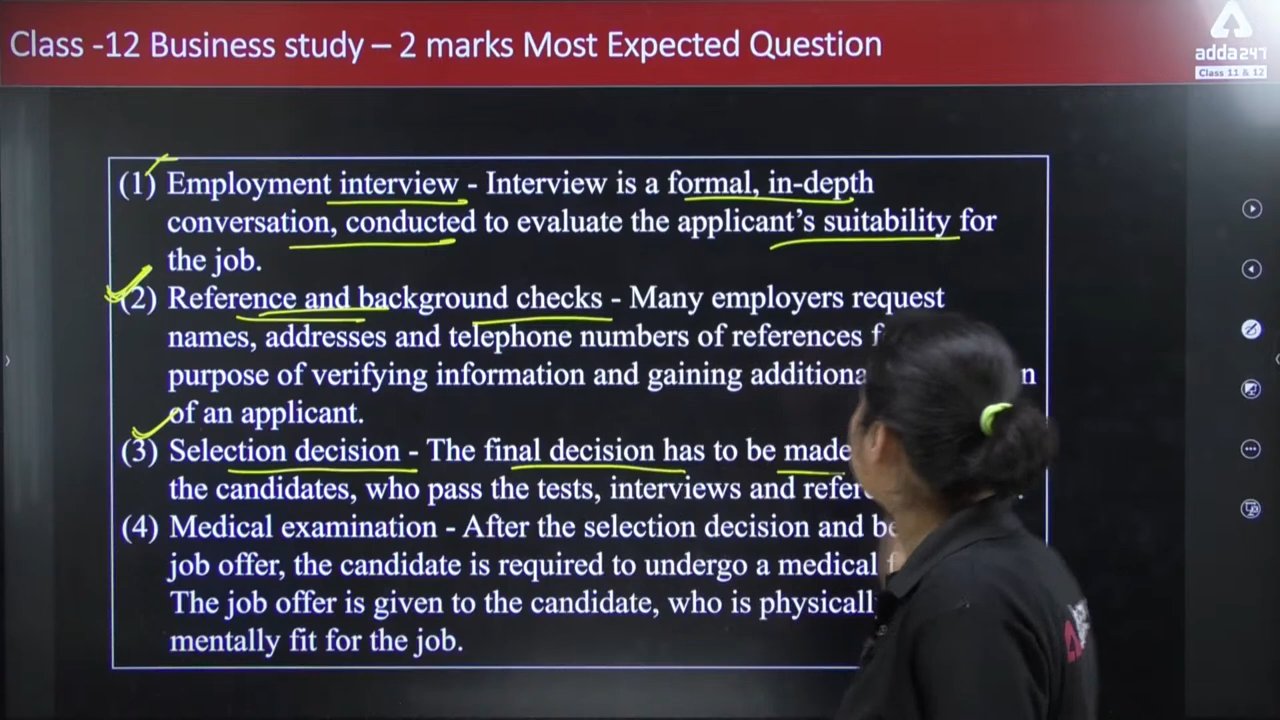 Class -12 Business study – 2 marks Most Expected Question
adda247
Class 11 & 12
(1) Employment interview - Interview is a formal, in-depth
conversation, conducted to evaluate the applicant's suitability for
the job.
(2) Reference and background checks - Many employers request
names, addresses and telephone numbers of references
purpose of verifying information and gaining
of an applicant.
(3) Selection decision - The final decision has to be made
the candidates, who pass the tests, interviews and
(4) Medical examination - After the selection decision and
job offer, the candidate is required to undergo a medical
The job offer is given to the candidate, who is
mentally fit for the job.